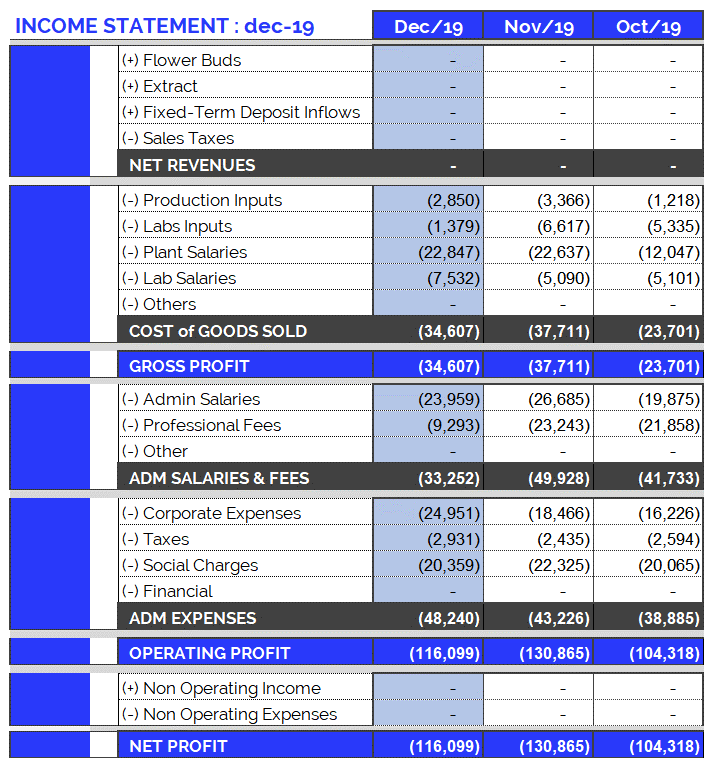 INCOME STATEMENT : dec-19 Dec/19 Nov/19 Oct/19
(+) Flower Buds - - -
(+) Extract - - -
(+) Fixed-Term Deposit Inflows - - -
(-) Sales Taxes - - -
NET REVENUES - - -
(-) Production Inputs (2,850) (3,366) (1,218)
(-) Labs Inputs (1,379) (6,617) (5,335)
(-) Plant Salaries (22,847) (22,637) (12,047)
(-) Lab Salaries (7,532) (5,090) (5,101)
(-) Others - - -
COST of GOODS SOLD (34,607) (37,711) (23,701)
GROSS PROFIT (34,607) (37,711) (23,701)
(-) Admin Salaries (23,959) (26,685) (19,875)
(-) Professional Fees (9,293) (23,243) (21,858)
(-) Other - - -
ADM SALARIES & FEES (33,252) (49,928) (41,733)
(-) Corporate Expenses (24,951) (18,466) (16,226)
(-) Taxes (2,931) (2,435) (2,594)
(-) Social Charges (20,359) (22,325) (20,065)
(-) Financial - - -
ADM EXPENSES (48,240) (43,226) (38,885)
OPERATING PROFIT (116,099) (130,865) (104,318)
(+) Non Operating Income - - -
(-) Non Operating Expenses - - -
NET PROFIT (116,099) (130,865) (104,318)